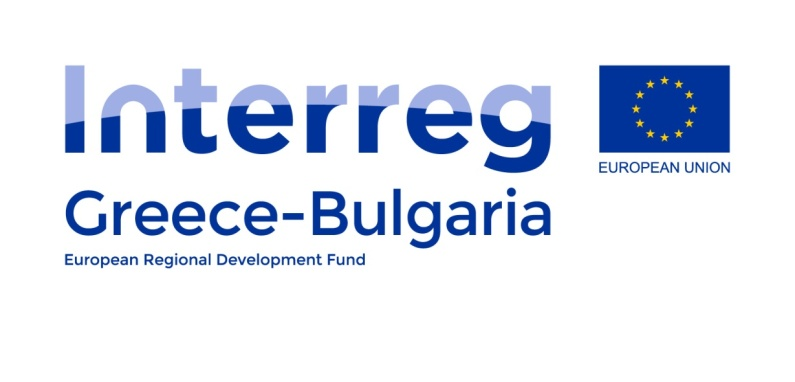 Interreg
EUROPEAN UNION
Greece-Bulgaria
European Regional Development Fund